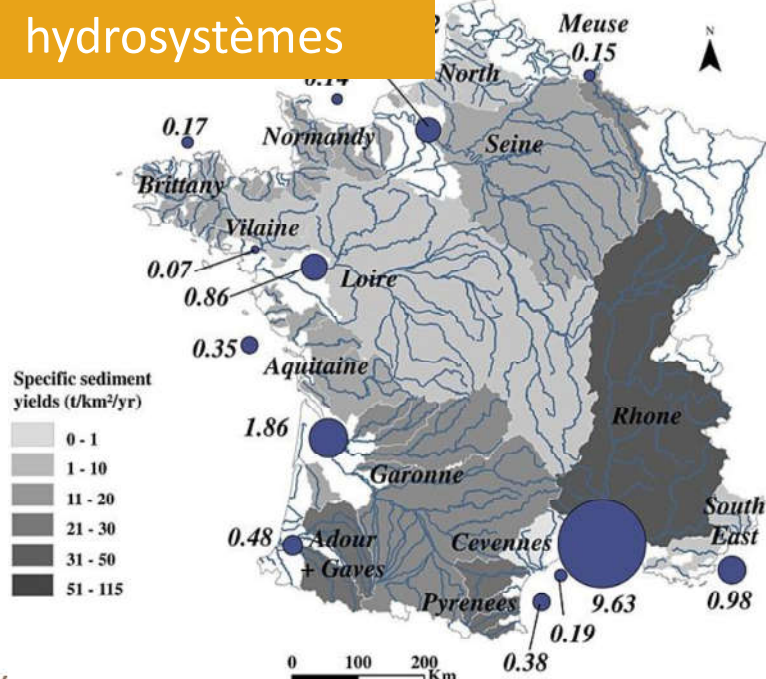 hydrosystèmes
Meuse
0.15
N
North
0.14
0.17
Normandy
Seine
Brittany
Vilaine
0.07
0.86
Loire
0.35
Aquitaine
Specific sediment
yields (t/km²/yr)
0 - 1
1 - 10
11 - 20
21 - 30
31 - 50
51 - 115
1.86
Rhone
Garonne
South
East
0.48
Adour
+ Gaves
Cevennes
Pyrenees
9.63
0.98
0.19
0.38
0
100
200
Km